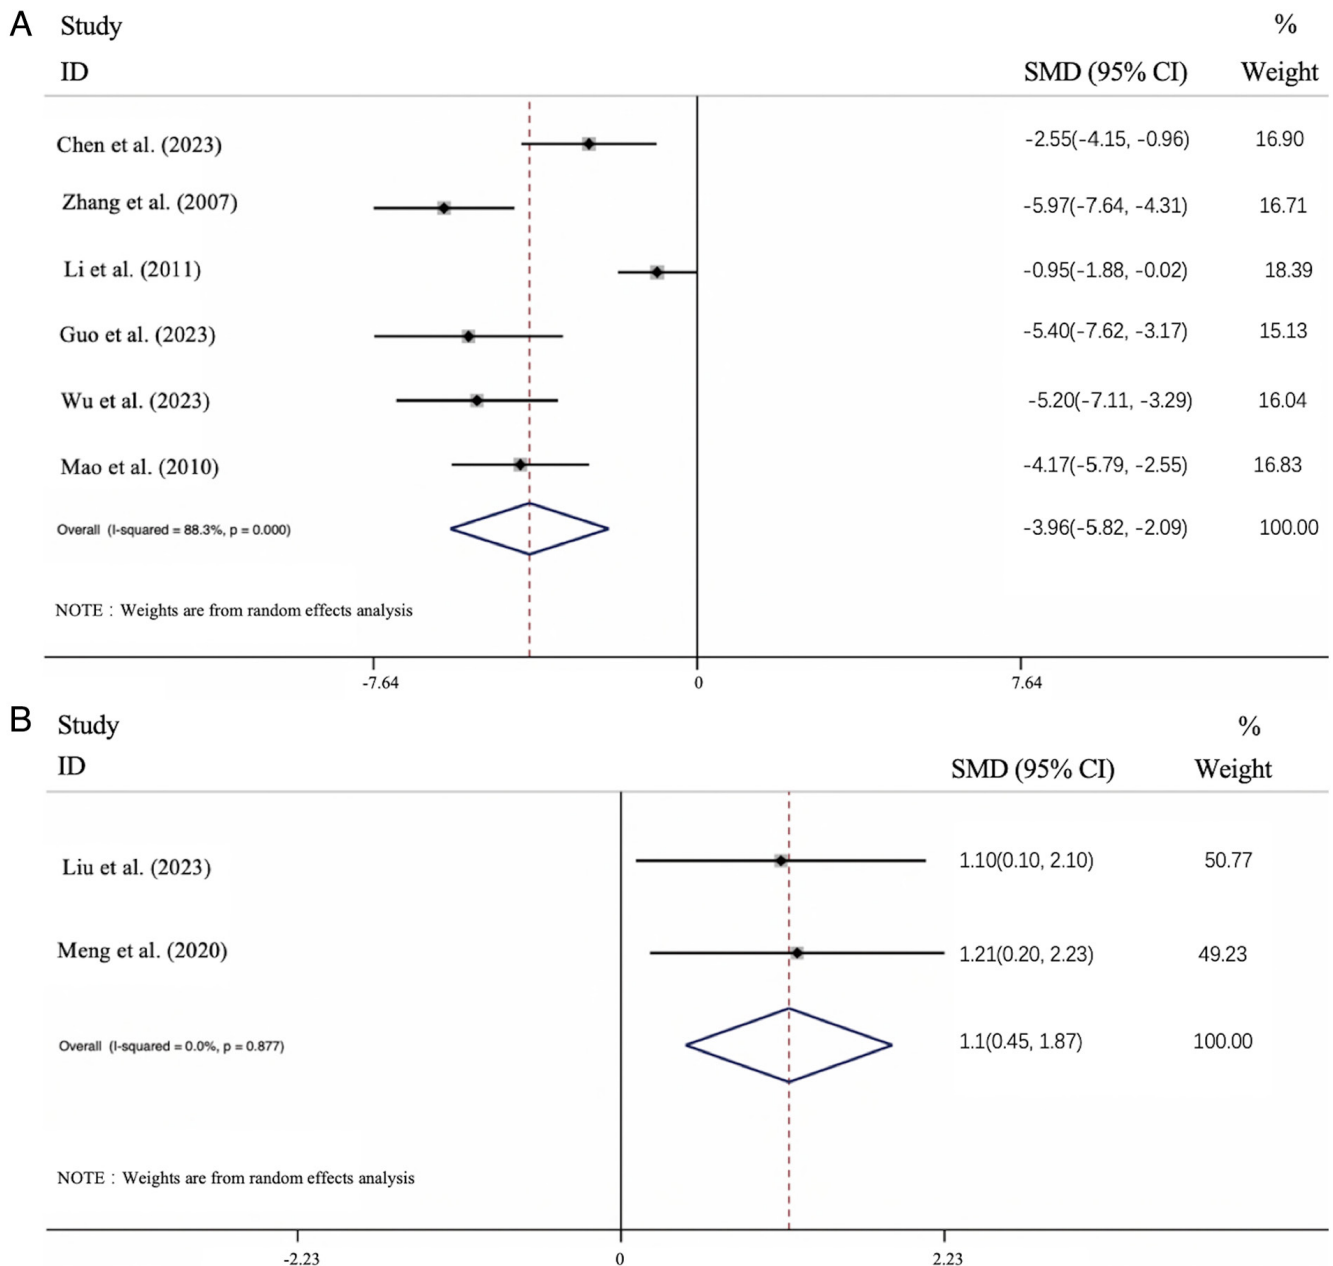 A Study %
ID SMD (95% CI) Weight
Chen et al. (2023) -2.55(-4.15, -0.96) 16.90
Zhang et al. (2007) -5.97(-7.64, -4.31) 16.71
Li et al. (2011) -0.95(-1.88, -0.02) 18.39
Guo et al. (2023) -5.40(-7.62, -3.17) 15.13
Wu et al. (2023) -5.20(-7.11, -3.29) 16.04
Mao et al. (2010) -4.17(-5.79, -2.55) 16.83
Overall (I-squared = 88.3%, p = 0.000) -3.96(-5.82, -2.09) 100.00
NOTE : Weights are from random effects analysis
-7.64 0 7.64
B Study %
ID SMD (95% CI) Weight
Liu et al. (2023) 1.10(0.10, 2.10) 50.77
Meng et al. (2020) 1.21(0.20, 2.23) 49.23
Overall (I-squared = 0.0%, p = 0.877) 1.1(0.45, 1.87) 100.00
NOTE : Weights are from random effects analysis
-2.23 0 2.23